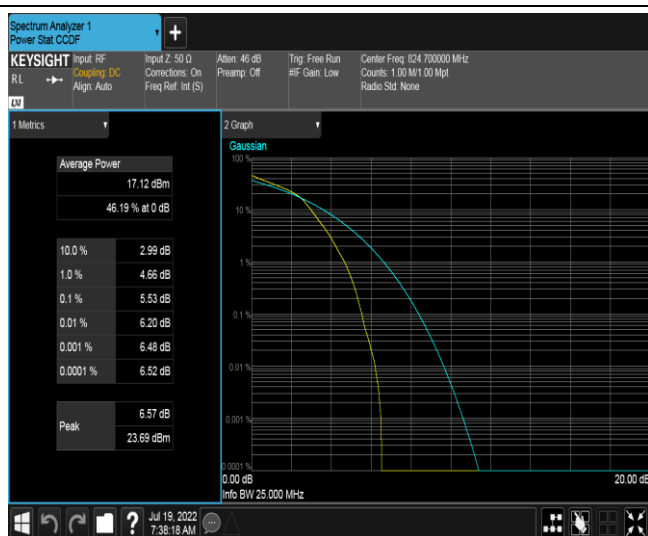 Spectrum Analyzer 1
Power Stat CCDF
+
KEYSIGHT
RL
LXI
Input: RF
Coupling: DC
Align: Auto
Input Z: 50 Ω
Corrections: On
Freq Ref: Int (S)
Atten: 46 dB
Preamp: Off
Trig: Free Run
#IF Gain: Low
Center Freq: 824.700000 MHz
Counts: 1.00 M/1.00 Mpt
Radio Std: None
1 Metrics
Average Power
17.12 dBm
46.19 % at 0 dB
10.0 % 2.99 dB
1.0 % 4.66 dB
0.1 % 5.53 dB
0.01 % 6.20 dB
0.001 % 6.48 dB
0.0001 % 6.52 dB
Peak
6.57 dB
23.69 dBm
2 Graph
Gaussian
100 %
10 %
1 %
0.1 %
0.01 %
0.001 %
0.0001 %
0.00 dB 20.00 dB
Info BW 25.000 MHz
?
Jul 19, 2022
7:38:18 AM